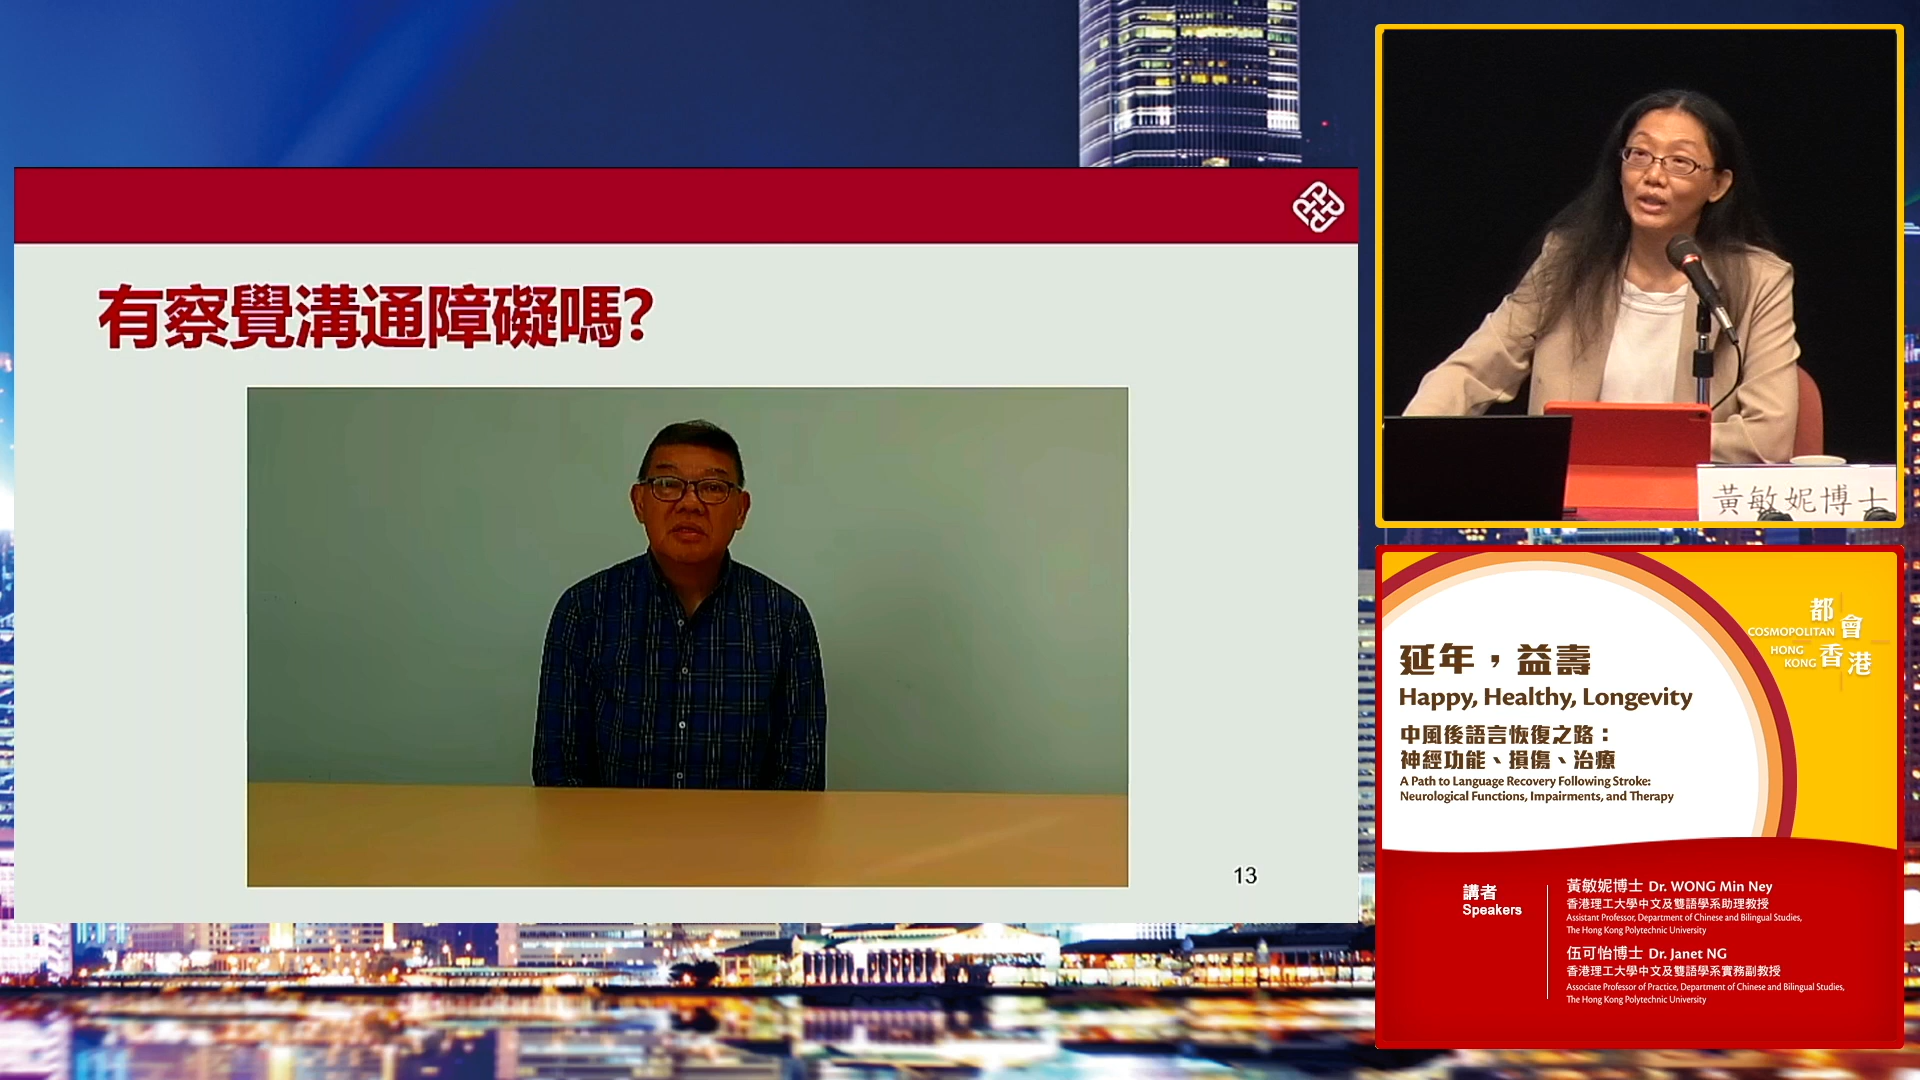 有察覺溝通障礙嗎?
13
黃敏妮博士
都會香港
COSMOPOLITAN
HONG
KONG
延年，益壽
Happy, Healthy, Longevity
中風後語言恢復之路：
神經功能、損傷、治療
A Path to Language Recovery Following Stroke:
Neurological Functions, Impairments, and Therapy
講者
Speakers
黃敏妮博士 Dr. WONG Min Ney
香港理工大學中文及雙語學系助理教授
Assistant Professor, Department of Chinese and Bilingual Studies,
The Hong Kong Polytechnic University
伍可怡博士 Dr. Janet NG
香港理工大學中文及雙語學系實務副教授
Associate Professor of Practice, Department of Chinese and Bilingual Studies,
The Hong Kong Polytechnic University